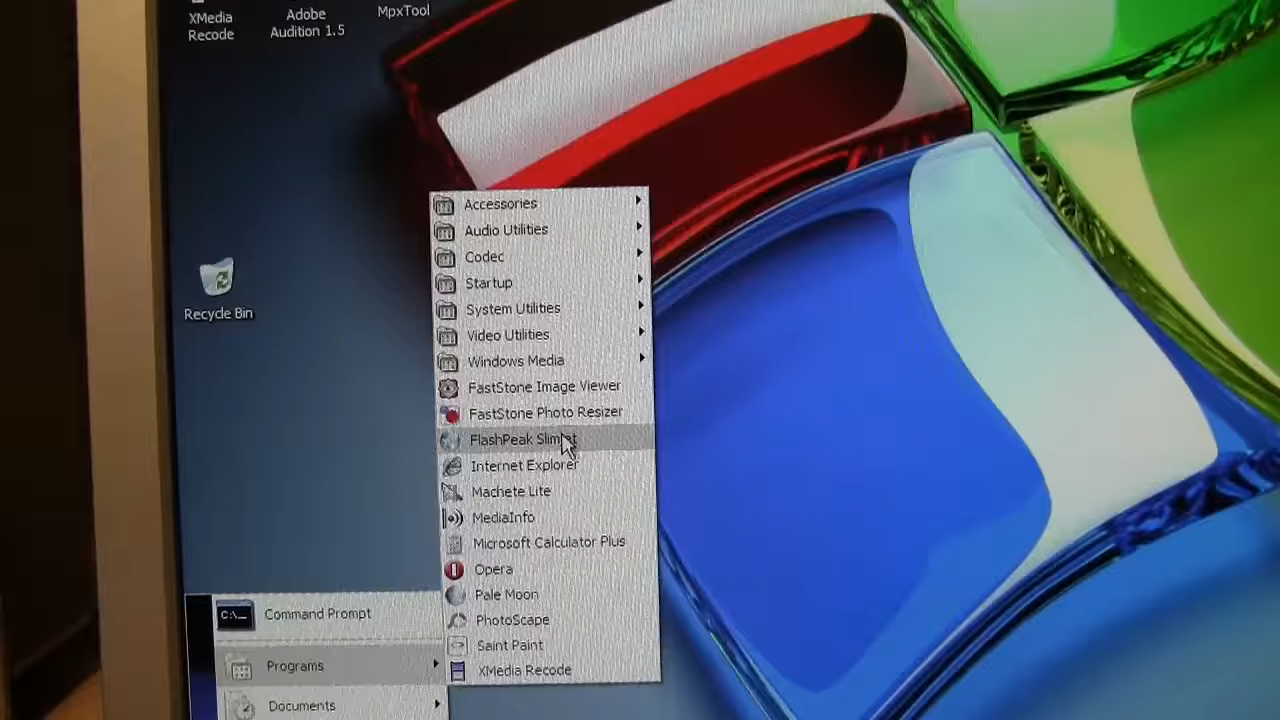 XMedia
Recode
Adobe
Audition 1.5
MpxTool
Recycle Bin
Accessories
Audio Utilities
Codec
Startup
System Utilities
Video Utilities
Windows Media
FastStone Image Viewer
FastStone Photo Resizer
FlashPeak
Internet Explorer
Machete Lite
MediaInfo
Microsoft Calculator Plus
Opera
Pale Moon
PhotoScape
Saint Paint
XMedia Recode
C:\_
Command Prompt
Programs
Documents